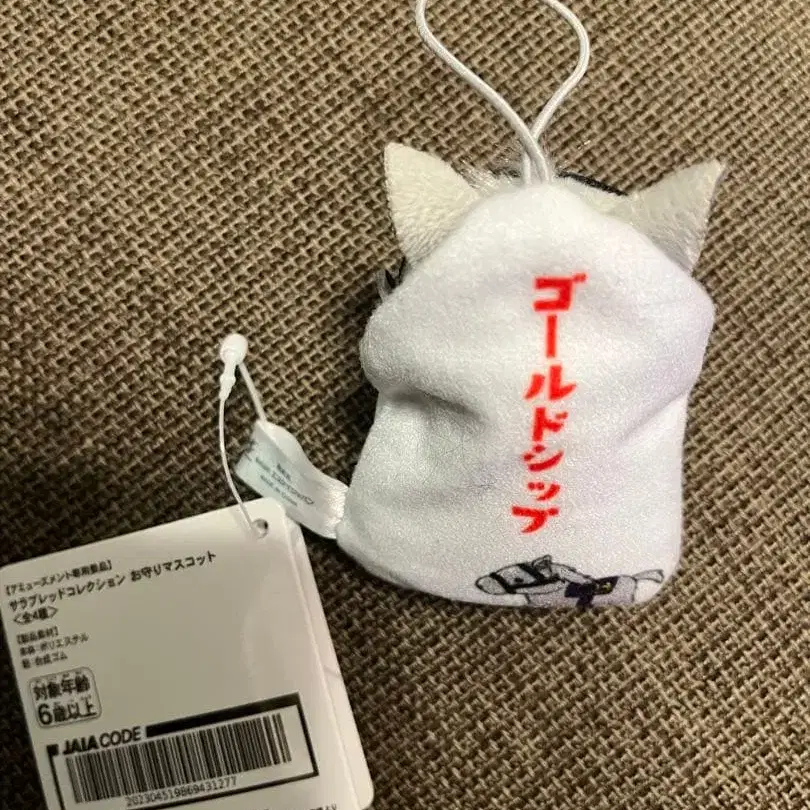 ゴールドシップ
【アミューズメント専用景品】
サラブレッドコレクション お守りマスコット
<全4種>
【製品素材】
本体:ポリエステル
紐:合成ゴム
対象年齢
6歳以上
JAIA CODE
2023045198694312​77